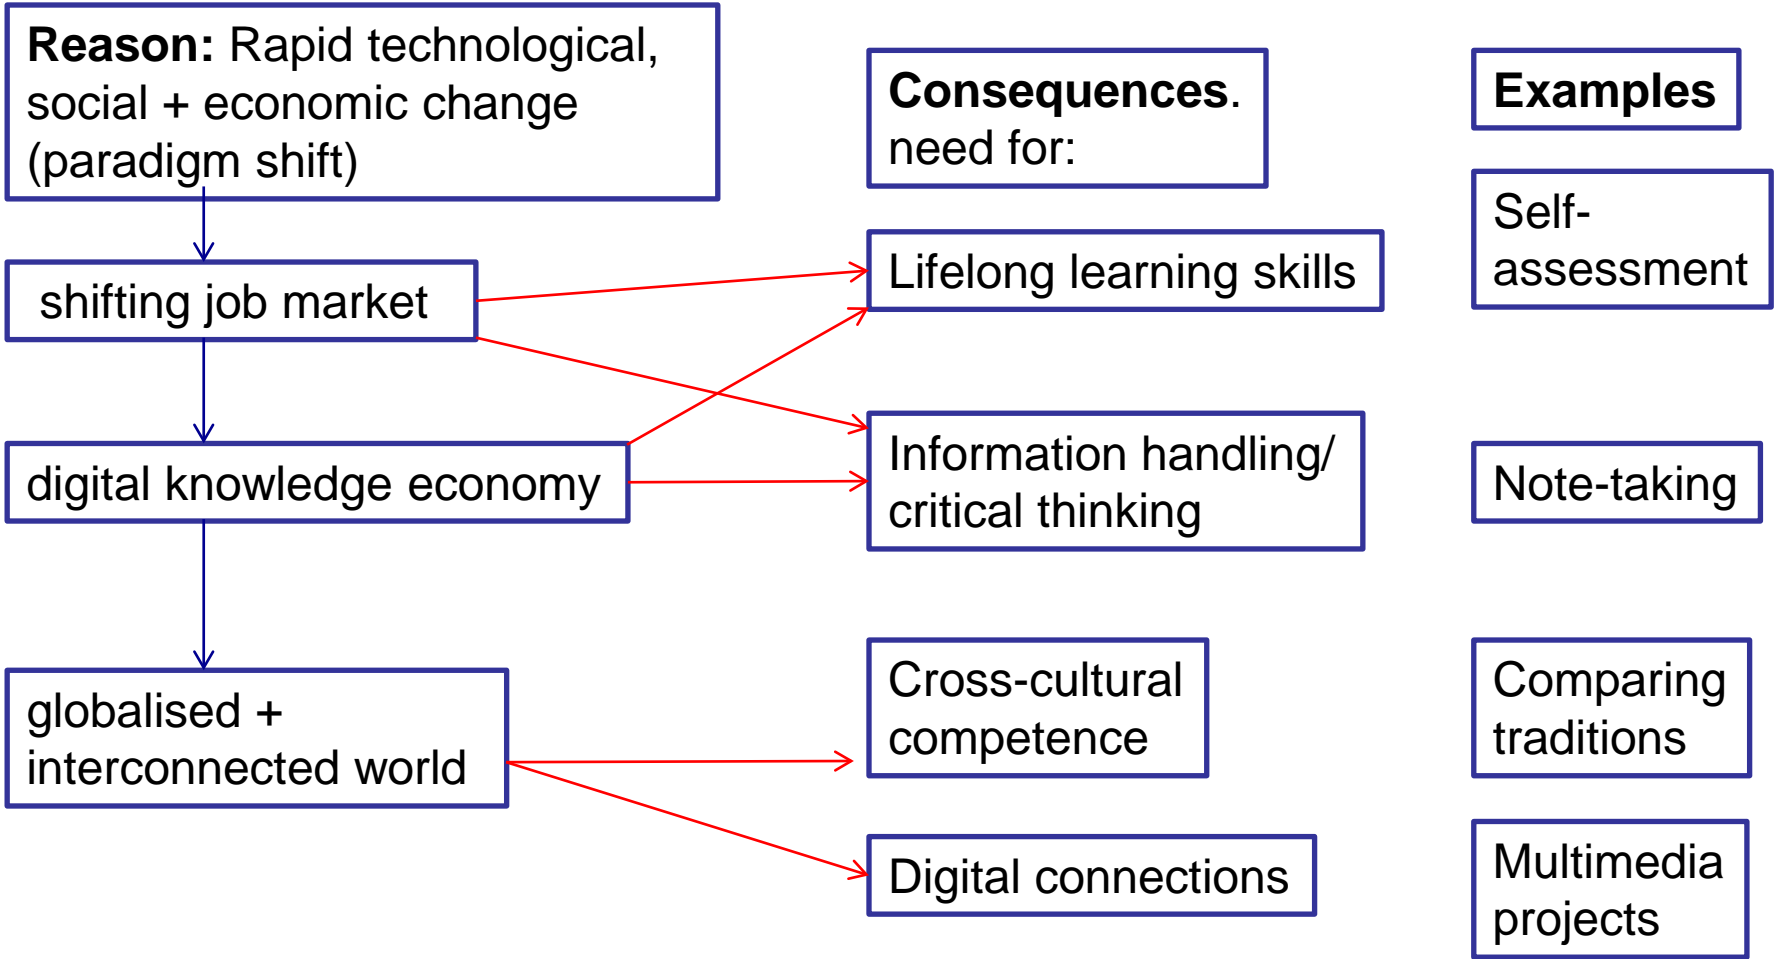 Reason: Rapid technological,
social + economic change
(paradigm shift)
shifting job market
digital knowledge economy
globalised +
interconnected world
Consequences.
need for:
Lifelong learning skills
Information handling/
critical thinking
Cross-cultural
competence
Digital connections
Examples
Self-
assessment
Note-taking
Comparing
traditions
Multimedia
projects